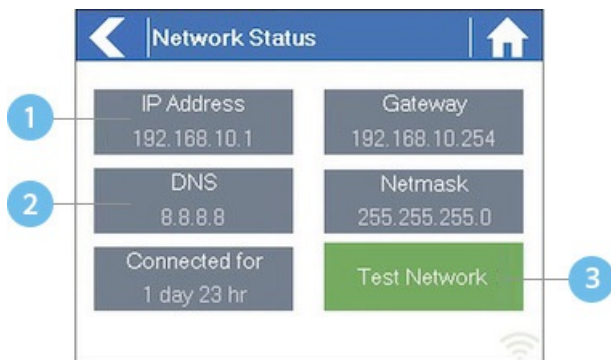 Network Status
1
IP Address
192.168.10.1
Gateway
192.168.10.254
2
DNS
8.8.8.8
Netmask
255.255.255.0
Connected for
1 day 23 hr
Test Network
3